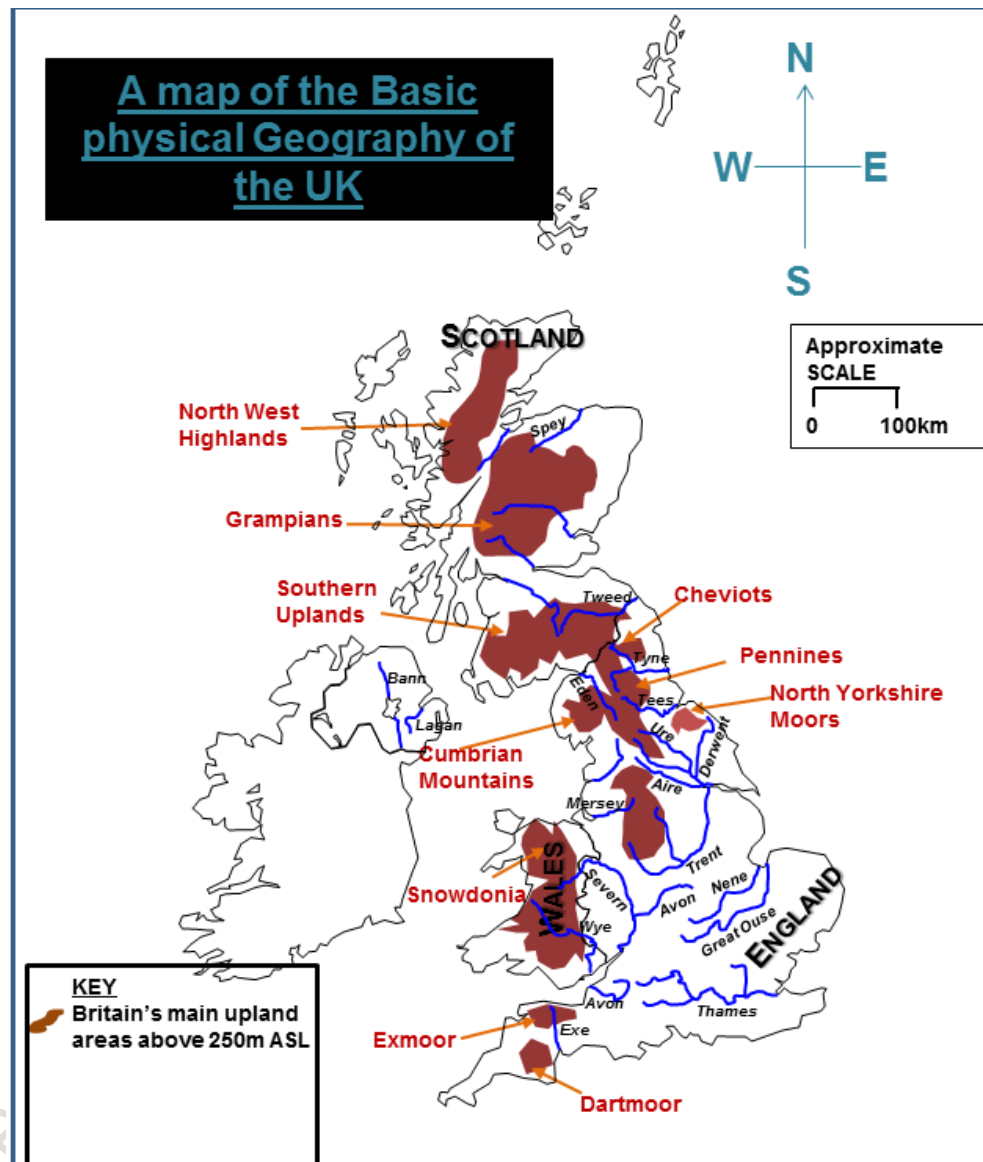 A map of the Basic
physical Geography of
the UK
N
W
E
S
Approximate
SCALE
0 100km
SCOTLAND
North West
Highlands
Spey
Grampians
Southern
Uplands
Tweed
Cheviots
Tyne
Pennines
Bann
Eden
Tees
North Yorkshire
Moors
Lagan
Ure
Derwent
Cumbrian
Mountains
Aire
Mersey
WALES
Trent
Snowdonia
Severn
Avon
Nene
Great Ouse
ENGLAND
Wye
KEY
Britain's main upland
areas above 250m ASL
Avon
Thames
Exmoor
Exe
Dartmoor